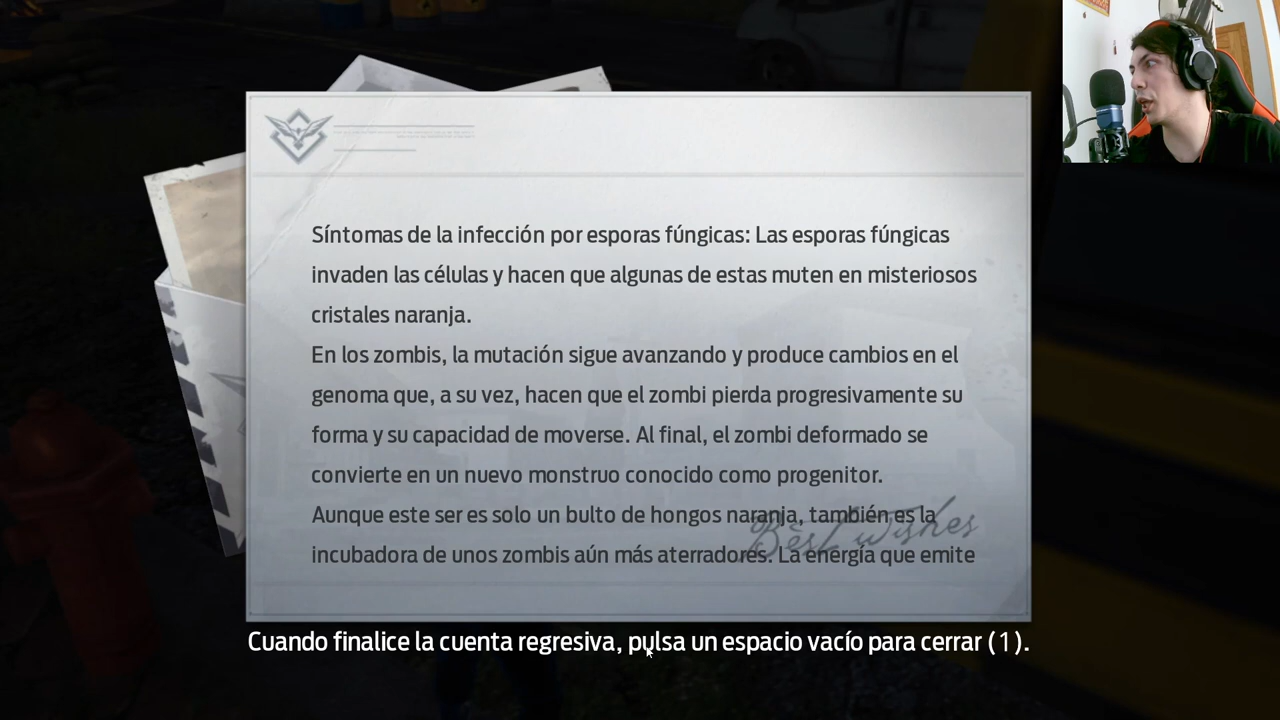 Síntomas de la infección por esporas fúngicas: Las esporas fúngicas
invaden las células y hacen que algunas de estas muten en misteriosos
cristales naranja.
En los zombis, la mutación sigue avanzando y produce cambios en el
genoma que, a su vez, hacen que el zombi pierda progresivamente su
forma y su capacidad de moverse. Al final, el zombi deformado se
convierte en un nuevo monstruo conocido como progenitor.
Aunque este ser es solo un bulto de hongos naranja, también es la
incubadora de unos zombis aún más aterradores. La energía que emite
Best wishes
Cuando finalice la cuenta regresiva, pulsa un espacio vacío para cerrar (1).